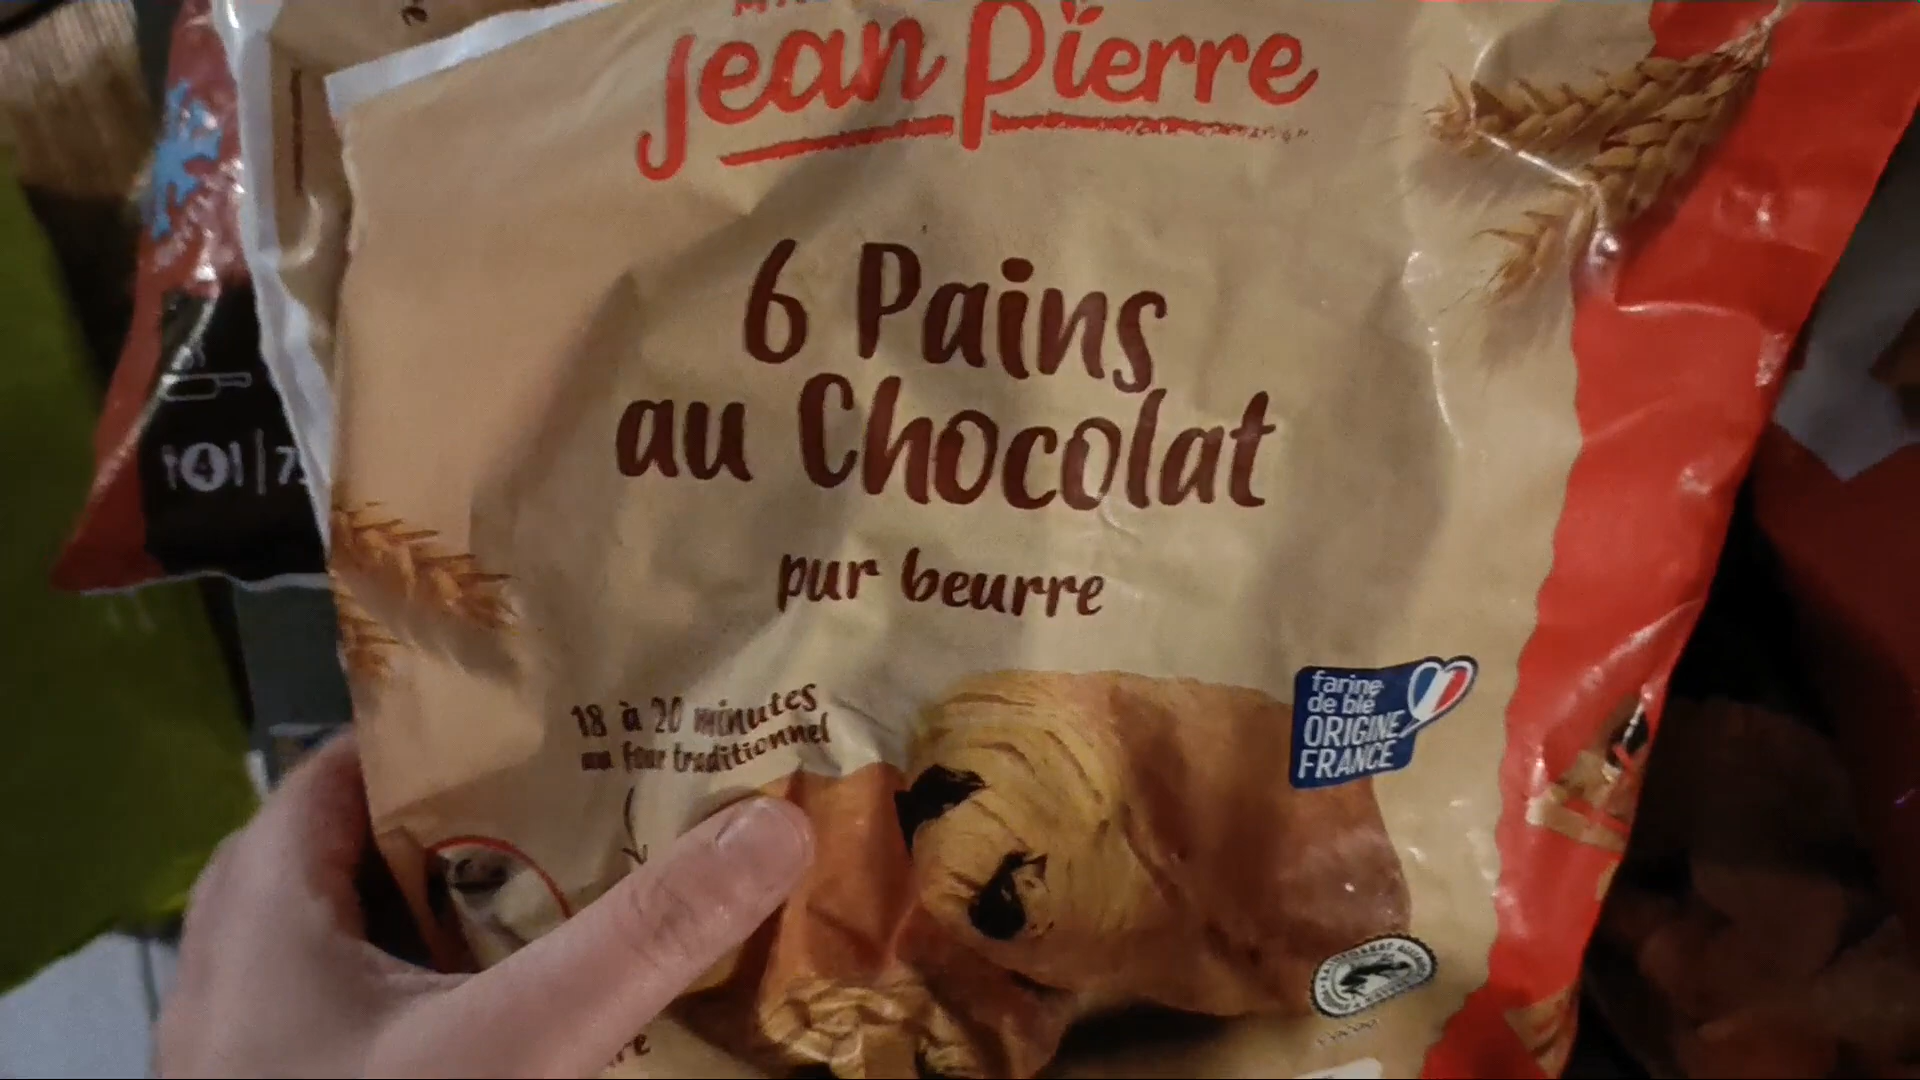 Jean Pierre
6 Pains
au Chocolat
pur beurre
18 à 20 minutes
au four traditionnel
farine
de blé
ORIGINE
FRANCE
4